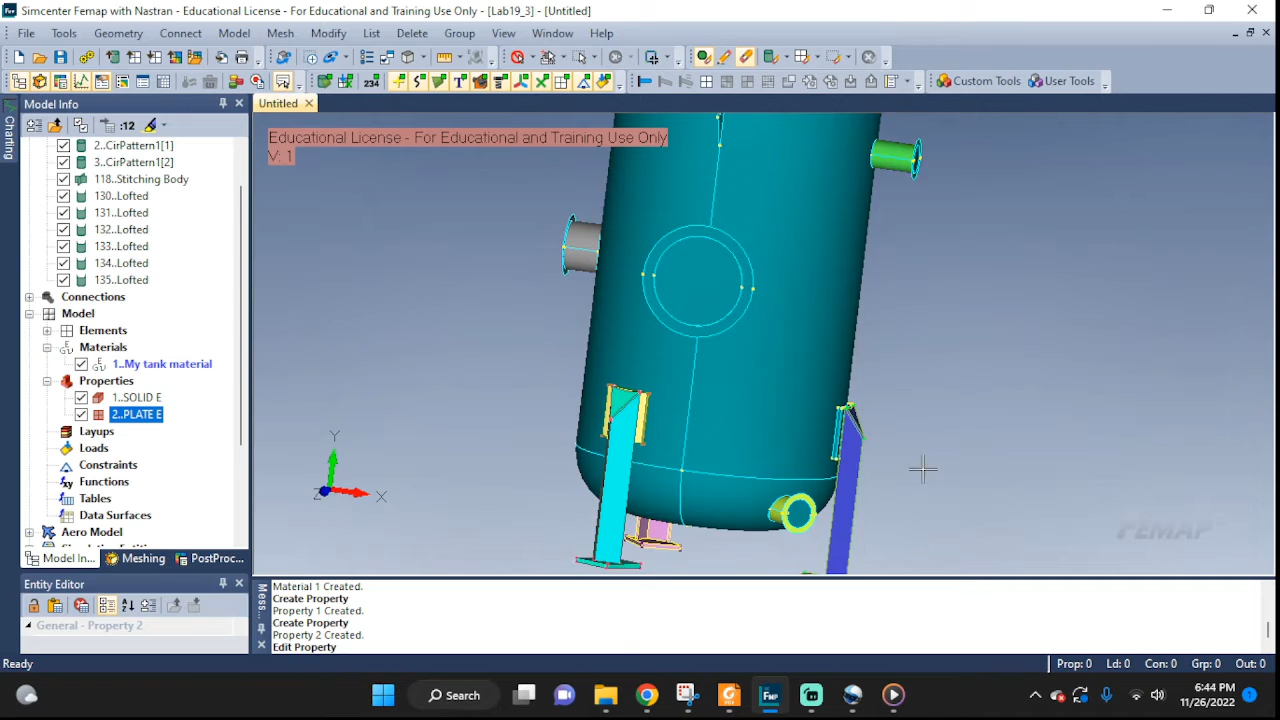 Simcenter Femap with Nastran - Educational License - For Educational and Training Use Only - [Lab19_3] - [Untitled]
File Tools Geometry Connect Model Mesh Modify List Delete Group View Window Help
234
Custom Tools User Tools
Model Info
:12
Charting
Untitled
Educational License - For Educational and Training Use Only
V: 1
2..CirPattern1[1]
3..CirPattern1[2]
118..Stitching Body
130..Lofted
131..Lofted
132..Lofted
133..Lofted
134..Lofted
135..Lofted
Connections
Model
Elements
Materials
1..My tank material
Properties
1..SOLID E
2..PLATE E
Layups
Loads
Constraints
Functions
Tables
Data Surfaces
Aero Model
Model In... Meshing PostProc...
Y
Z X
FEMAP
Entity Editor
General - Property 2
Mess...
Material 1 Created.
Create Property
Property 1 Created.
Create Property
Property 2 Created.
Edit Property
Ready
Prop: 0 Ld: 0 Con: 0 Grp: 0 Out: 0
Search
6:44 PM
11/26/2022